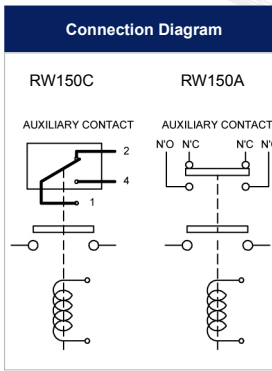 Connection Diagram
RW150C RW150A
AUXILIARY CONTACT AUXILIARY CONTACT
N'O N'C N'C N'
2
4
1